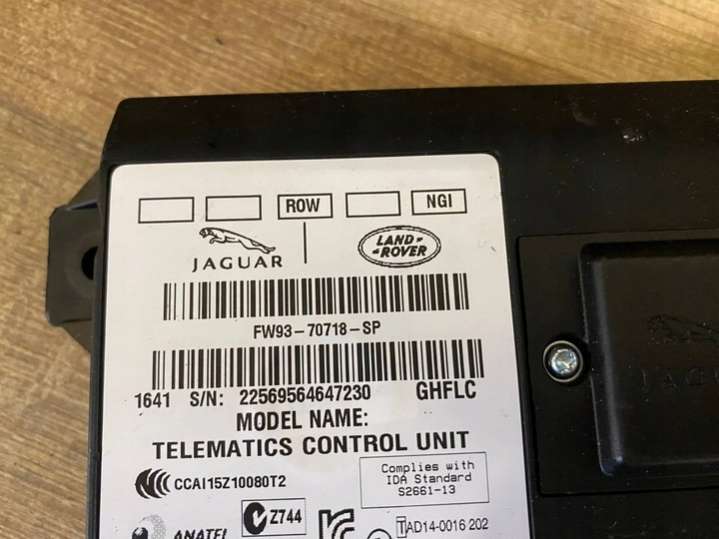 ROW NGI
JAGUAR
LAND-
-ROVER
FW93-70718-SP
1641 S/N: 22569564647230 GHFLC
MODEL NAME:
TELEMATICS CONTROL UNIT
CCAI15Z10080T2
Complies with
IDA Standard
S2661-13
Z744
TAD14-0016 202
ANATEL